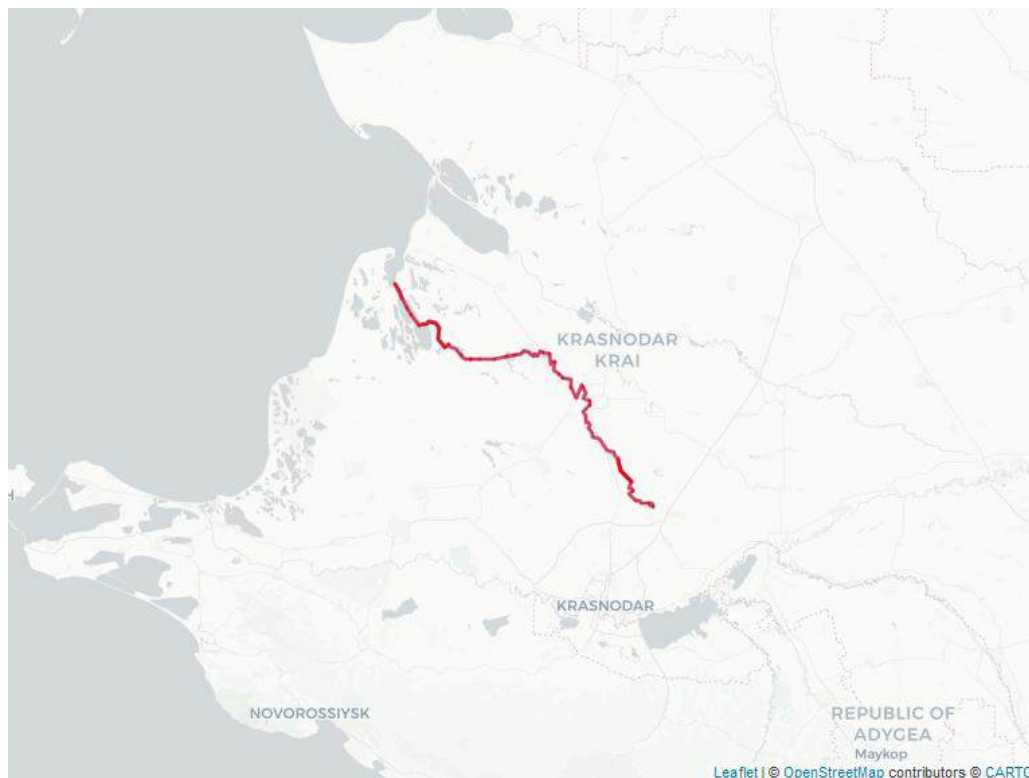 KRASNODAR
KRAI
H
KRASNODAR
NOVOROSSIYSK
REPUBLIC OF
ADYGEA
Maykop
Leaflet | © OpenStreetMap contributors © CARTO